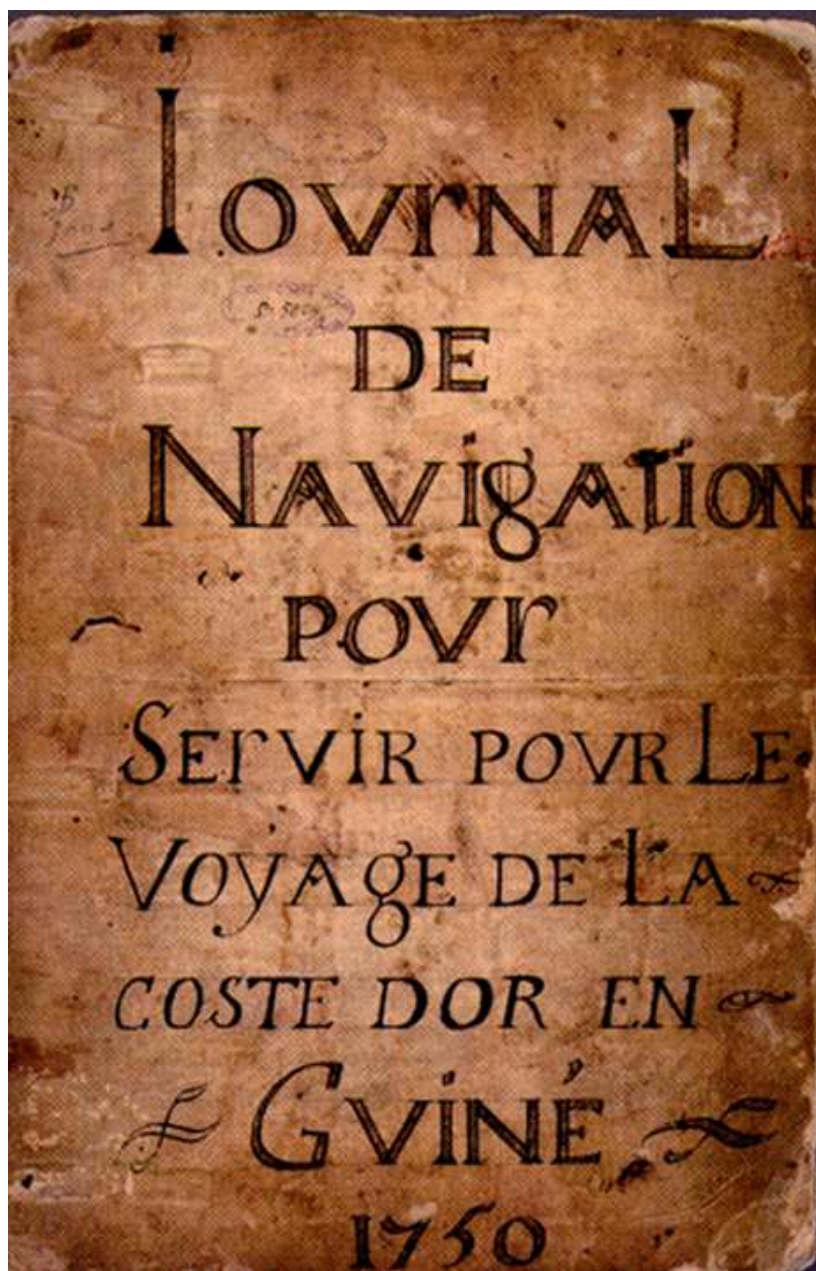 IOVrNAL
DE
NAVigATION
POVr
SErVIR POVR LE
VOYAgE DE LA
COSTE DOR EN
GViNÉ
1750